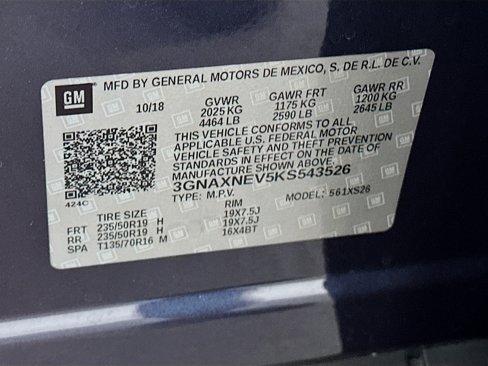 MFD BY GENERAL MOTORS DE MEXICO, S. DE R.L. DE C.V.
GM
10/18 GVWR GAWR FRT GAWR RR
2025 KG 1175 KG 1200 KG
4464 LB 2590 LB 2645 LB
THIS VEHICLE CONFORMS TO ALL
APPLICABLE U.S. FEDERAL MOTOR
VEHICLE SAFETY AND THEFT PREVENTION
STANDARDS IN EFFECT ON THE DATE OF
MANUFACTURE SHOWN ABOVE.
3GNAXNEV5KS543526
TYPE: M.P.V. MODEL: 561XS26
424C
TIRE SIZE RIM
FRT 235/50R19 H 19X7.5J
RR 235/50R19 H 19X7.5J
SPA T135/70R16 M 16X4BT